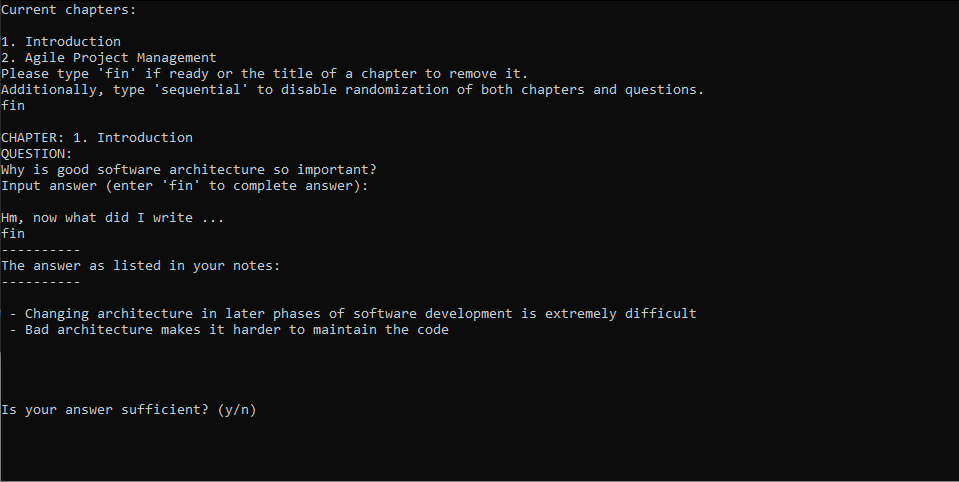 Current chapters:
1. Introduction
2. Agile Project Management
Please type 'fin' if ready or the title of a chapter to remove it.
Additionally, type 'sequential' to disable randomization of both chapters and questions.
fin
CHAPTER: 1. Introduction
QUESTION:
Why is good software architecture so important?
Input answer (enter 'fin' to complete answer):
Hm, now what did I write ...
fin
----------
The answer as listed in your notes:
----------
- Changing architecture in later phases of software development is extremely difficult
- Bad architecture makes it harder to maintain the code
Is your answer sufficient? (y/n)